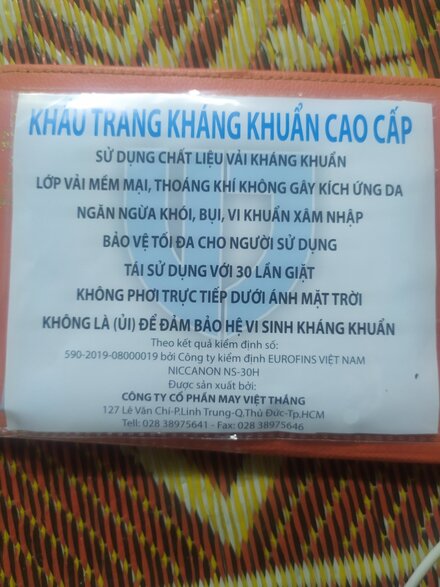 KHẨU TRANG KHÁNG KHUẨN CAO CẤP
SỬ DỤNG CHẤT LIỆU VẢI KHÁNG KHUẨN
LỚP VẢI MỀM MẠI, THOÁNG KHÍ KHÔNG GÂY KÍCH ỨNG DA
NGĂN NGỪA KHÓI, BỤI, VI KHUẨN XÂM NHẬP
BẢO VỆ TỐI ĐA CHO NGƯỜI SỬ DỤNG
TÁI SỬ DỤNG VỚI 30 LẦN GIẶT
KHÔNG PHƠI TRỰC TIẾP DƯỚI ÁNH MẶT TRỜI
KHÔNG LÀ (ỦI) ĐỂ ĐẢM BẢO HỆ VI SINH KHÁNG KHUẨN
Theo kết quả kiểm định số:
590-2019-08000019 bởi Công ty kiểm định EUROFINS VIỆT NAM
NICCANON NS-30H
Được sản xuất bởi:
CÔNG TY CỔ PHẦN MAY VIỆT THẮNG
127 Lê Văn Chí-P.Linh Trung-Q.Thủ Đức-Tp.HCM
Tell: 028 38975641 - Fax: 028 38975646